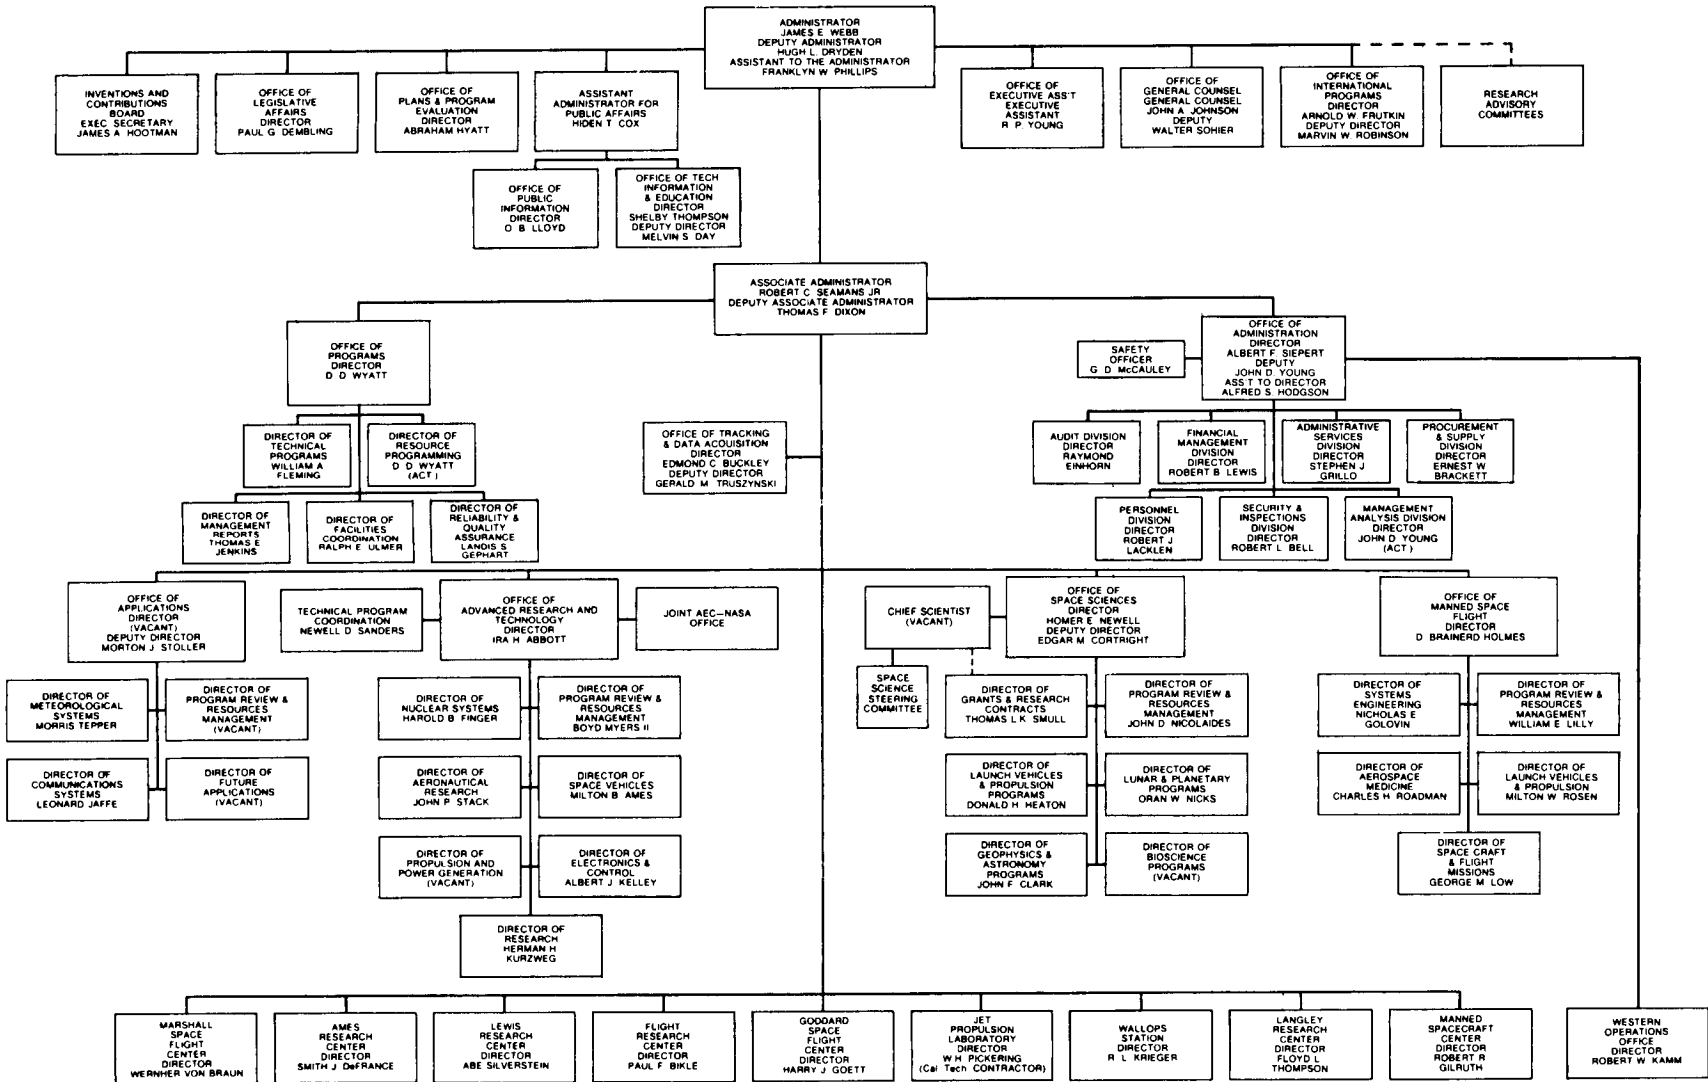 ADMINISTRATOR
JAMES E. WEBB
DEPUTY ADMINISTRATOR
HUGH L. DRYDEN
ASSISTANT TO THE ADMINISTRATOR
FRANKLYN W. PHILLIPS
INVENTIONS AND
CONTRIBUTIONS
BOARD
EXEC. SECRETARY
JAMES A. HOOTMAN
OFFICE OF
LEGISLATIVE
AFFAIRS
DIRECTOR
PAUL G. DEMBLING
OFFICE OF
PLANS & PROGRAM
EVALUATION
DIRECTOR
ABRAHAM HYATT
ASSISTANT
ADMINISTRATOR FOR
PUBLIC AFFAIRS
HIDEN T. COX
OFFICE OF
EXECUTIVE ASS'T
EXECUTIVE
ASSISTANT
R. P. YOUNG
OFFICE OF
GENERAL COUNSEL
GENERAL COUNSEL
JOHN A. JOHNSON
DEPUTY
WALTER SOHIER
OFFICE OF
INTERNATIONAL
PROGRAMS
DIRECTOR
ARNOLD W. FRUTKIN
DEPUTY DIRECTOR
MARVIN W. ROBINSON
RESEARCH
ADVISORY
COMMITTEES
OFFICE OF
PUBLIC
INFORMATION
DIRECTOR
O. B. LLOYD
OFFICE OF TECH
INFORMATION
& EDUCATION
DIRECTOR
SHELBY THOMPSON
DEPUTY DIRECTOR
MELVIN S. DAY
ASSOCIATE ADMINISTRATOR
ROBERT C. SEAMANS JR
DEPUTY ASSOCIATE ADMINISTRATOR
THOMAS F. DIXON
OFFICE OF
PROGRAMS
DIRECTOR
D. D. WYATT
SAFETY
OFFICER
G. D. McCAULEY
OFFICE OF
ADMINISTRATION
DIRECTOR
ALBERT F. SIEPERT
DEPUTY
JOHN D. YOUNG
ASS'T TO DIRECTOR
ALFRED S. HODGSON
DIRECTOR OF
TECHNICAL
PROGRAMS
WILLIAM A.
FLEMING
DIRECTOR OF
RESOURCE
PROGRAMMING
D. D. WYATT
(ACT.)
OFFICE OF TRACKING
& DATA ACQUISITION
DIRECTOR
EDMOND C. BUCKLEY
DEPUTY DIRECTOR
GERALD M. TRUSZYNSKI
AUDIT DIVISION
DIRECTOR
RAYMOND
EINHORN
FINANCIAL
MANAGEMENT
DIVISION
DIRECTOR
ROBERT B. LEWIS
ADMINISTRATIVE
SERVICES
DIVISION
DIRECTOR
STEPHEN J.
GRILLO
PROCUREMENT
& SUPPLY
DIVISION
DIRECTOR
ERNEST W.
BRACKETT
DIRECTOR OF
MANAGEMENT
REPORTS
THOMAS E.
JENKINS
DIRECTOR OF
FACILITIES
COORDINATION
RALPH E. ULMER
DIRECTOR OF
RELIABILITY &
QUALITY
ASSURANCE
LANDIS S.
GEPHART
PERSONNEL
DIVISION
DIRECTOR
ROBERT J.
LACKLEN
SECURITY &
INSPECTIONS
DIVISION
DIRECTOR
ROBERT L. BELL
MANAGEMENT
ANALYSIS DIVISION
DIRECTOR
JOHN D. YOUNG
(ACT.)
OFFICE OF
APPLICATIONS
DIRECTOR
(VACANT)
DEPUTY DIRECTOR
MORTON J. STOLLER
TECHNICAL PROGRAM
COORDINATION
NEWELL D. SANDERS
OFFICE OF
ADVANCED RESEARCH AND
TECHNOLOGY
DIRECTOR
IRA H. ABBOTT
JOINT AEC–NASA
OFFICE
CHIEF SCIENTIST
(VACANT)
OFFICE OF
SPACE SCIENCES
DIRECTOR
HOMER E. NEWELL
DEPUTY DIRECTOR
EDGAR M. CORTRIGHT
OFFICE OF
MANNED SPACE
FLIGHT
DIRECTOR
D. BRAINERD HOLMES
DIRECTOR OF
METEOROLOGICAL
SYSTEMS
MORRIS TEPPER
DIRECTOR OF
PROGRAM REVIEW &
RESOURCES
MANAGEMENT
(VACANT)
DIRECTOR OF
NUCLEAR SYSTEMS
HAROLD B. FINGER
DIRECTOR OF
PROGRAM REVIEW &
RESOURCES
MANAGEMENT
BOYD MYERS II
SPACE
SCIENCE
STEERING
COMMITTEE
DIRECTOR OF
GRANTS & RESEARCH
CONTRACTS
THOMAS L.K. SMULL
DIRECTOR OF
PROGRAM REVIEW &
RESOURCES
MANAGEMENT
JOHN D. NICOLAIDES
DIRECTOR OF
SYSTEMS
ENGINEERING
NICHOLAS E.
GOLOVIN
DIRECTOR OF
PROGRAM REVIEW &
RESOURCES
MANAGEMENT
WILLIAM E. LILLY
DIRECTOR OF
COMMUNICATIONS
SYSTEMS
LEONARD JAFFE
DIRECTOR OF
FUTURE
APPLICATIONS
(VACANT)
DIRECTOR OF
AERONAUTICAL
RESEARCH
JOHN P. STACK
DIRECTOR OF
SPACE VEHICLES
MILTON B. AMES
DIRECTOR OF
LAUNCH VEHICLES
& PROPULSION
PROGRAMS
DONALD H. HEATON
DIRECTOR OF
LUNAR & PLANETARY
PROGRAMS
ORAN W. NICKS
DIRECTOR OF
AEROSPACE
MEDICINE
CHARLES H. ROADMAN
DIRECTOR OF
LAUNCH VEHICLES
& PROPULSION
MILTON W. ROSEN
DIRECTOR OF
PROPULSION AND
POWER GENERATION
(VACANT)
DIRECTOR OF
ELECTRONICS &
CONTROL
ALBERT J. KELLEY
DIRECTOR OF
GEOPHYSICS &
ASTRONOMY
PROGRAMS
JOHN F. CLARK
DIRECTOR OF
BIOSCIENCE
PROGRAMS
(VACANT)
DIRECTOR OF
SPACE CRAFT
& FLIGHT
MISSIONS
GEORGE M. LOW
DIRECTOR OF
RESEARCH
HERMAN H.
KURZWEG
MARSHALL
SPACE
FLIGHT
CENTER
DIRECTOR
WERNHER VON BRAUN
AMES
RESEARCH
CENTER
DIRECTOR
SMITH J. DeFRANCE
LEWIS
RESEARCH
CENTER
DIRECTOR
ABE SILVERSTEIN
FLIGHT
RESEARCH
CENTER
DIRECTOR
PAUL F. BIKLE
GODDARD
SPACE
FLIGHT
CENTER
DIRECTOR
HARRY J. GOETT
JET
PROPULSION
LABORATORY
DIRECTOR
W.H. PICKERING
(Cal Tech CONTRACTOR)
WALLOPS
STATION
DIRECTOR
R. L. KRIEGER
LANGLEY
RESEARCH
CENTER
DIRECTOR
FLOYD L.
THOMPSON
MANNED
SPACECRAFT
CENTER
DIRECTOR
ROBERT R.
GILRUTH
WESTERN
OPERATIONS
OFFICE
DIRECTOR
ROBERT W. KAMM